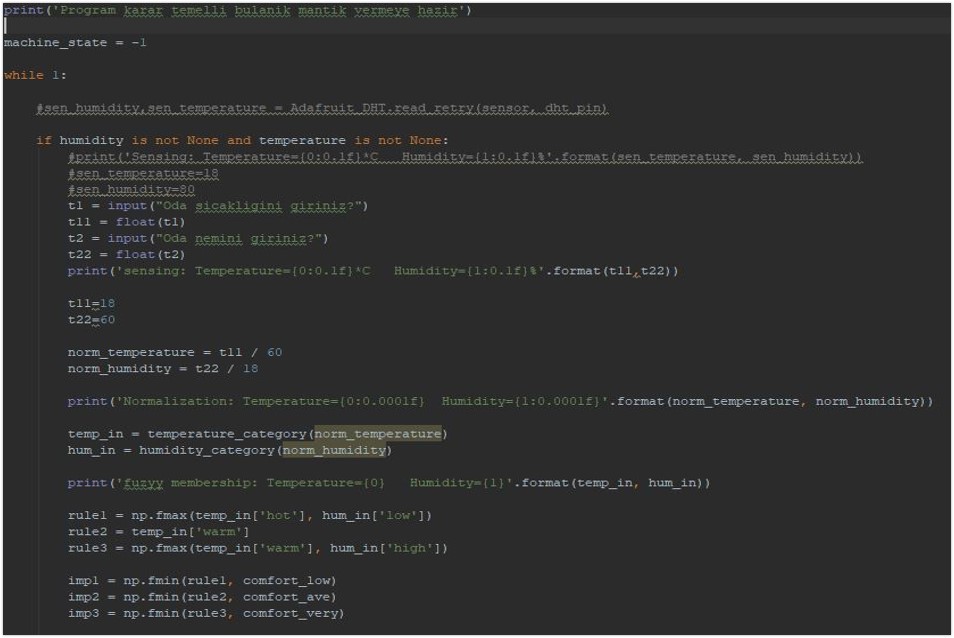 print('Program karar temelli bulanik mantik vermeye hazir')
machine_state = -1
while 1:
#sen_humidity,sen_temperature = Adafruit_DHT.read_retry(sensor, dht_pin)
if humidity is not None and temperature is not None:
#print('Sensing: Temperature={0:0.1f}*C   Humidity={1:0.1f}%'.format(sen_temperature, sen_humidity))
#sen_temperature=18
#sen_humidity=80
t1 = input("Oda sicakligini giriniz?")
t11 = float(t1)
t2 = input("Oda nemini giriniz?")
t22 = float(t2)
print('sensing: Temperature={0:0.1f}*C   Humidity={1:0.1f}%'.format(t11,t22))
t11=18
t22=60
norm_temperature = t11 / 60
norm_humidity = t22 / 18
print('Normalization: Temperature={0:0.0001f}  Humidity={1:0.0001f}'.format(norm_temperature, norm_humidity))
temp_in = temperature_category(norm_temperature)
hum_in = humidity_category(norm_humidity)
print('fuzyy membership: Temperature={0}   Humidity={1}'.format(temp_in, hum_in))
rule1 = np.fmax(temp_in['hot'], hum_in['low'])
rule2 = temp_in['warm']
rule3 = np.fmax(temp_in['warm'], hum_in['high'])
imp1 = np.fmin(rule1, comfort_low)
imp2 = np.fmin(rule2, comfort_ave)
imp3 = np.fmin(rule3, comfort_very)